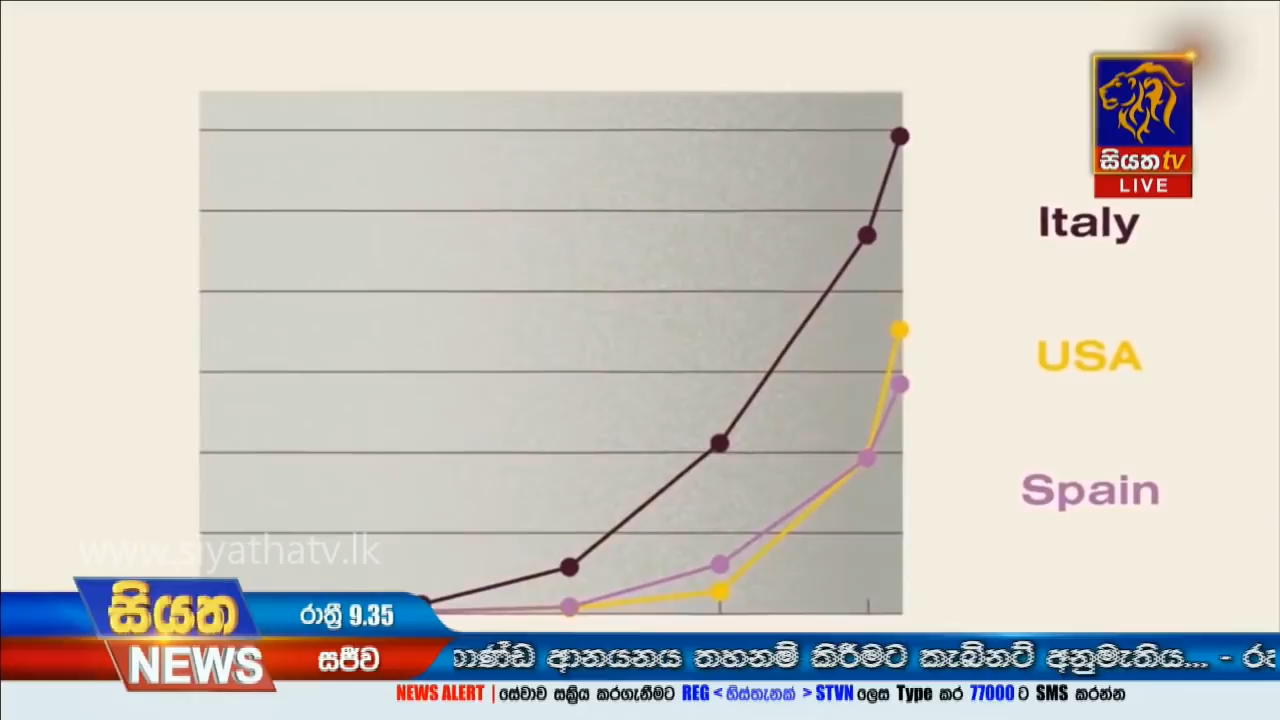 සියත tv
LIVE
Italy
USA
Spain
www.siyathatv.lk
සියත
NEWS
රාත්‍රී 9.35
සජීව
ආනයනය තහනම් කිරීමට කැබිනට් අනුමැතිය... -
NEWS ALERT | සේවාව සක්‍රිය කරගැනීමට REG < හිස්තැනක් > STVN ලෙස Type කර 77000 ට SMS කරන්න